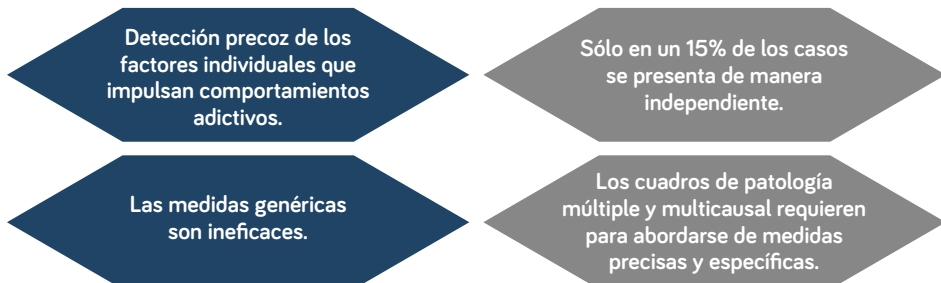 Detección precoz de los
factores individuales que
impulsan comportamientos
adictivos.
Sólo en un 15% de los casos
se presenta de manera
independiente.
Las medidas genéricas
son ineficaces.
Los cuadros de patología
múltiple y multicausal requieren
para abordarse de medidas
precisas y específicas.